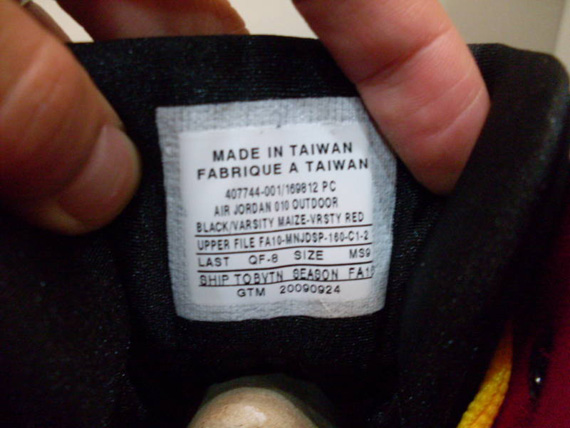 MADE IN TAIWAN
FABRIQUE A TAIWAN
407744-001/169812 PC
AIR JORDAN 010 OUTDOOR
BLACK/VARSITY MAIZE-VRSTY RED
UPPER FILE FA10-MNJDSP-160-C1-2
LAST QF-8 SIZE MS9
SHIP TOBVTN SEASON FA10
GTM 20090924